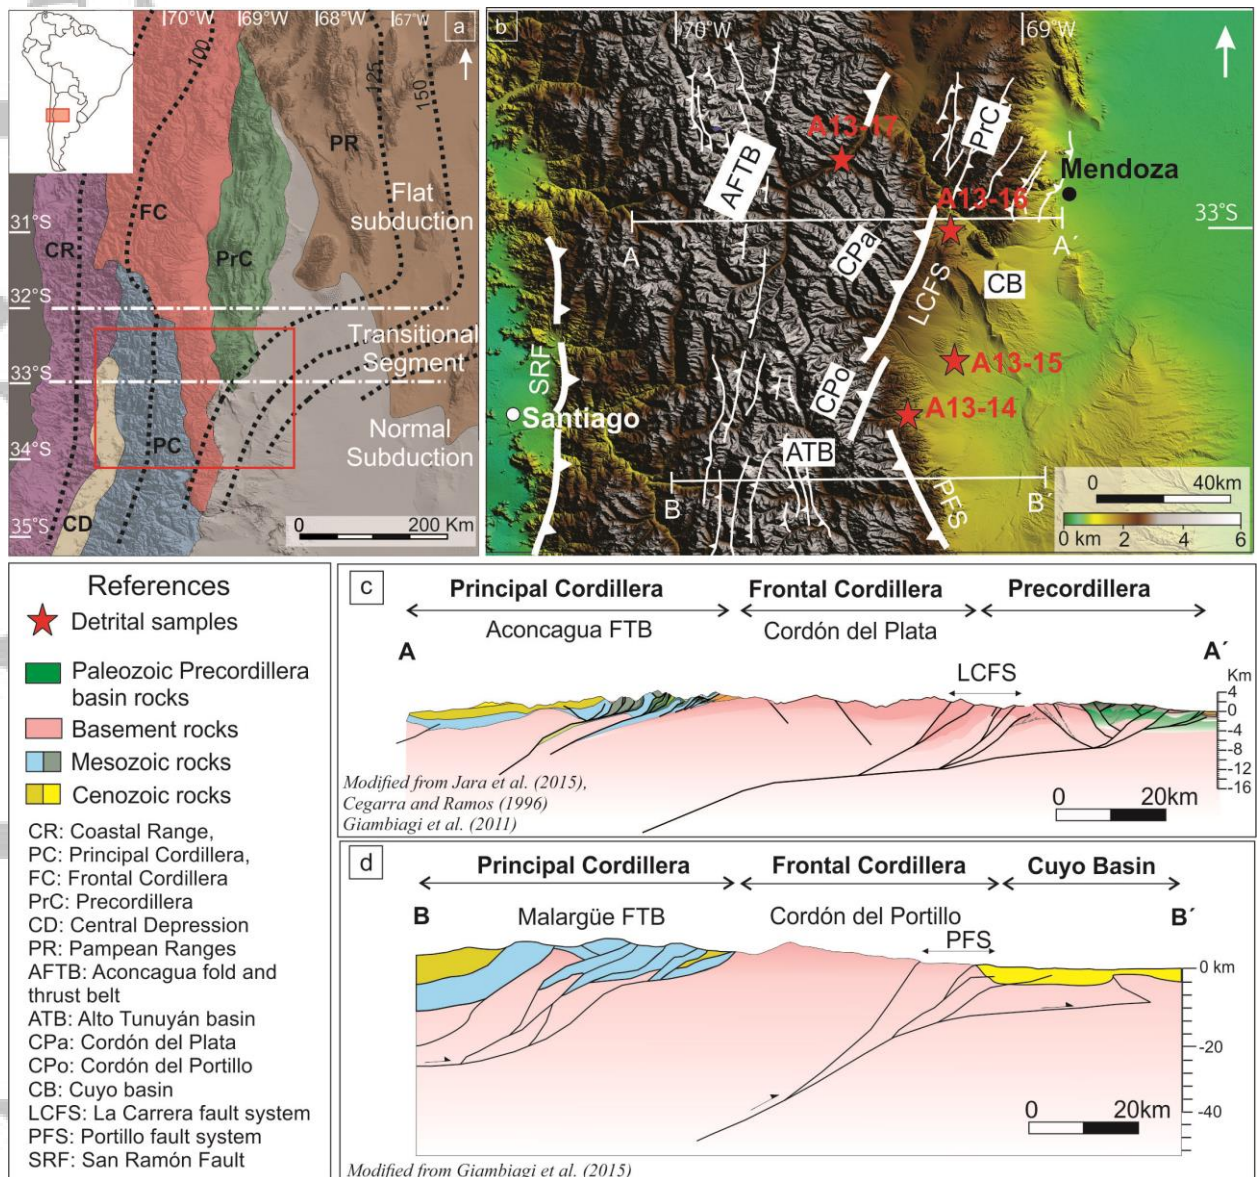 70°W
69°W
68°W
67°W
a
100
125
150
PR
Flat
subduction
FC
31°S
CR
PrC
32°S
Transitional
Segment
33°S
Normal
Subduction
34°S
PC
35°S
CD
0
200 Km
b
70°W
69°W
A13-17
PrC
AFTB
Mendoza
A13-16
33°S
A
A´
CPa
LCFS
CB
SRF
CPo
A13-15
Santiago
A13-14
ATB
B
PFS
B´
0
40km
0 km
2
4
6
References
Detrital samples
Paleozoic Precordillera
basin rocks
Basement rocks
Mesozoic rocks
Cenozoic rocks
CR: Coastal Range,
PC: Principal Cordillera,
FC: Frontal Cordillera
PrC: Precordillera
CD: Central Depression
PR: Pampean Ranges
AFTB: Aconcagua fold and
thrust belt
ATB: Alto Tunuyán basin
CPa: Cordón del Plata
CPo: Cordón del Portillo
CB: Cuyo basin
LCFS: La Carrera fault system
PFS: Portillo fault system
SRF: San Ramón Fault
c
Principal Cordillera
Frontal Cordillera
Precordillera
Aconcagua FTB
Cordón del Plata
A
A´
LCFS
Km
4
0
-4
-8
-12
-16
Modified from Jara et al. (2015),
Cegarra and Ramos (1996)
Giambiagi et al. (2011)
0
20km
d
Principal Cordillera
Frontal Cordillera
Cuyo Basin
B
Malargüe FTB
Cordón del Portillo
B´
PFS
0 km
-20
-40
0
20km
Modified from Giambiagi et al. (2015)